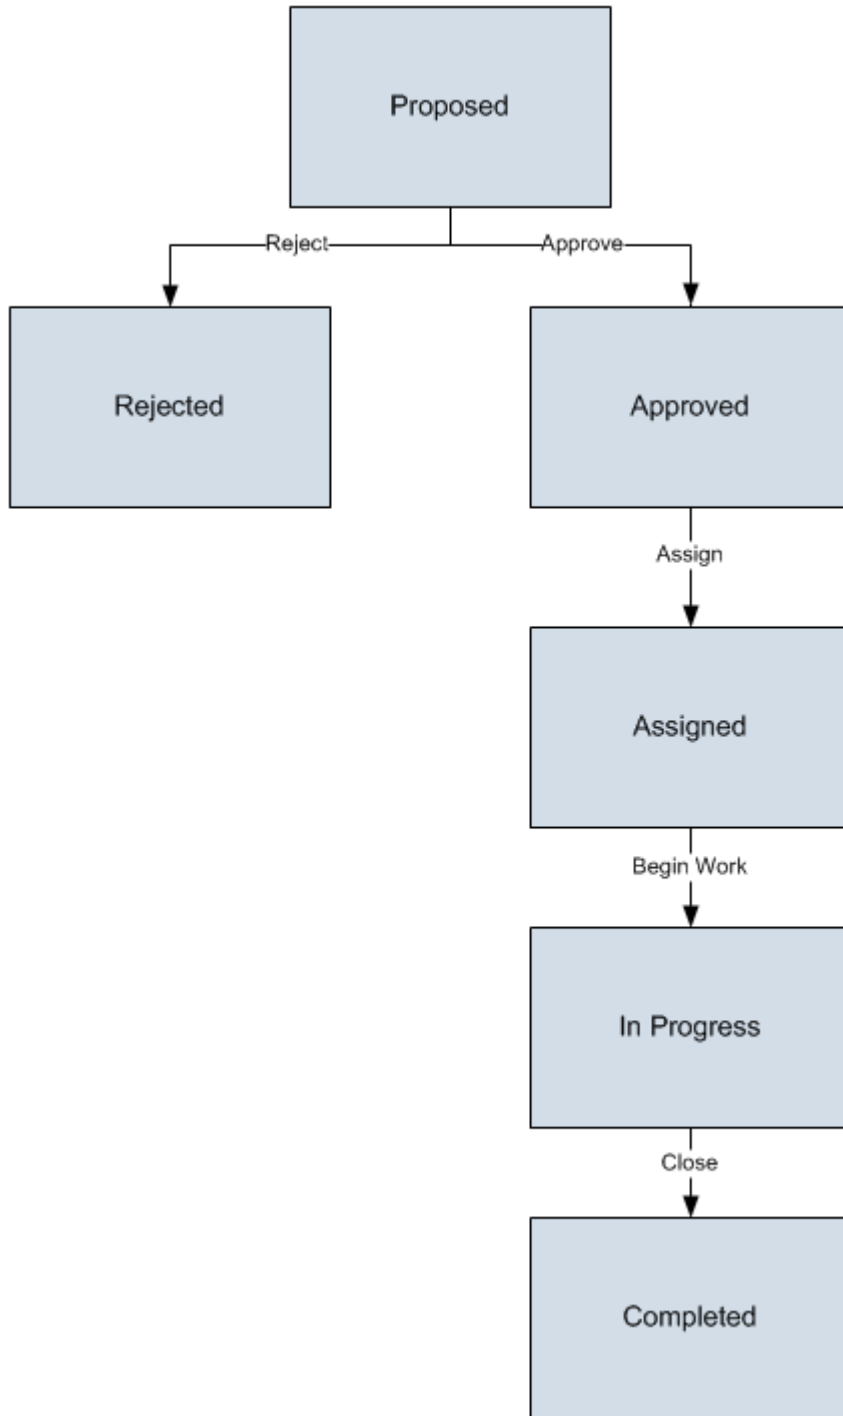 Proposed
Reject
Approve
Rejected
Approved
Assign
Assigned
Begin Work
In Progress
Close
Completed